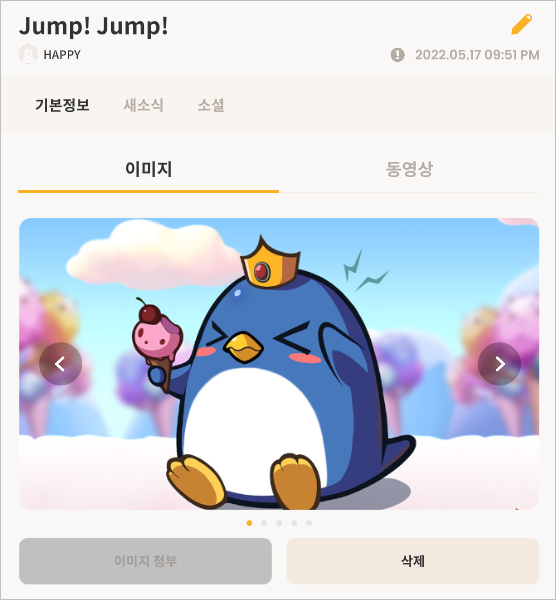 Jump! Jump!
HAPPY
2022.05.17 09:51 PM
기본정보 새소식 소셜
이미지 동영상
이미지 첨부 삭제